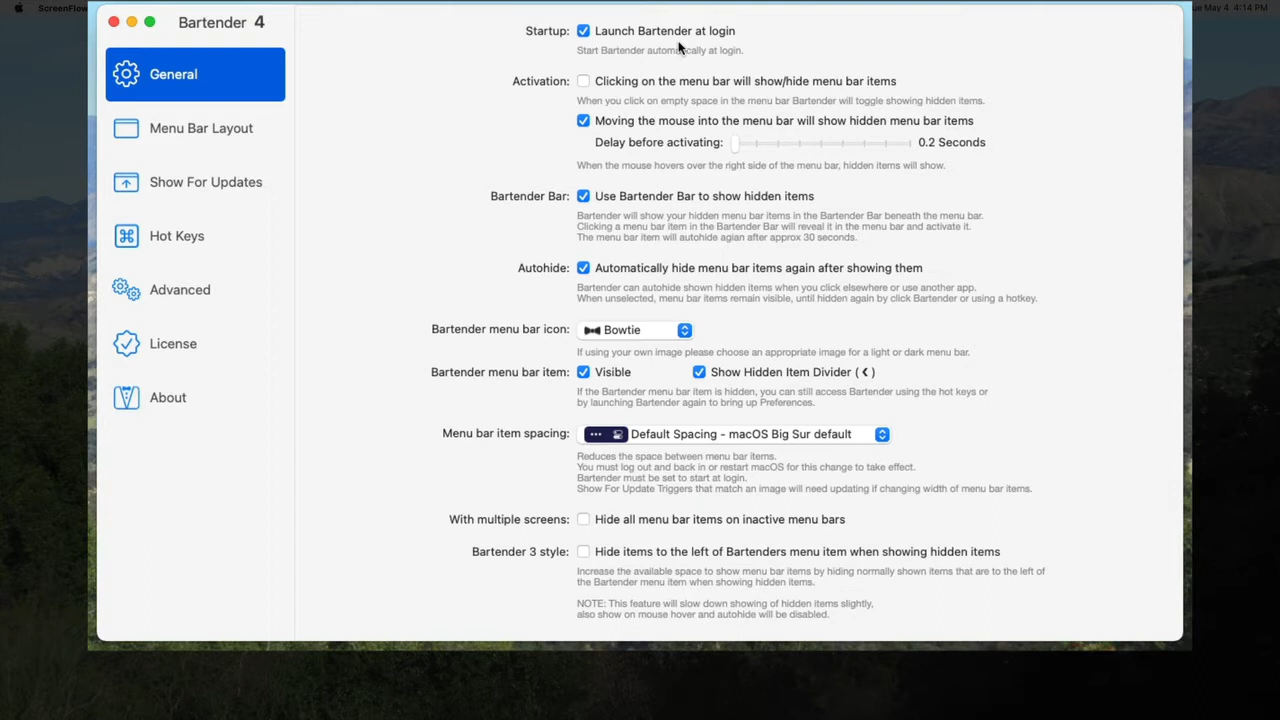 ScreenFlow
Tue May 4 4:14 PM
Bartender 4
General
Menu Bar Layout
Show For Updates
Hot Keys
Advanced
License
About
Startup: Launch Bartender at login
Start Bartender automatically at login.
Activation: Clicking on the menu bar will show/hide menu bar items
When you click on empty space in the menu bar Bartender will toggle showing hidden items.
Moving the mouse into the menu bar will show hidden menu bar items
Delay before activating: 0.2 Seconds
When the mouse hovers over the right side of the menu bar, hidden items will show.
Bartender Bar: Use Bartender Bar to show hidden items
Bartender will show your hidden menu bar items in the Bartender Bar beneath the menu bar.
Clicking a menu bar item in the Bartender Bar will reveal it in the menu bar and activate it.
The menu bar item will autohide agian after approx 30 seconds.
Autohide: Automatically hide menu bar items again after showing them
Bartender can autohide shown hidden items when you click elsewhere or use another app.
When unselected, menu bar items remain visible, until hidden again by click Bartender or using a hotkey.
Bartender menu bar icon: Bowtie
If using your own image please choose an appropriate image for a light or dark menu bar.
Bartender menu bar item: Visible Show Hidden Item Divider ( ❮ )
If the Bartender menu bar item is hidden, you can still access Bartender using the hot keys or
by launching Bartender again to bring up Preferences.
Menu bar item spacing: Default Spacing - macOS Big Sur default
Reduces the space between menu bar items.
You must log out and back in or restart macOS for this change to take effect.
Bartender must be set to start at login.
Show For Update Triggers that match an image will need updating if changing width of menu bar items.
With multiple screens: Hide all menu bar items on inactive menu bars
Bartender 3 style: Hide items to the left of Bartenders menu item when showing hidden items
Increase the available space to show menu bar items by hiding normally shown items that are to the left of
the Bartender menu item when showing hidden items.
NOTE: This feature will slow down showing of hidden items slightly,
also show on mouse hover and autohide will be disabled.